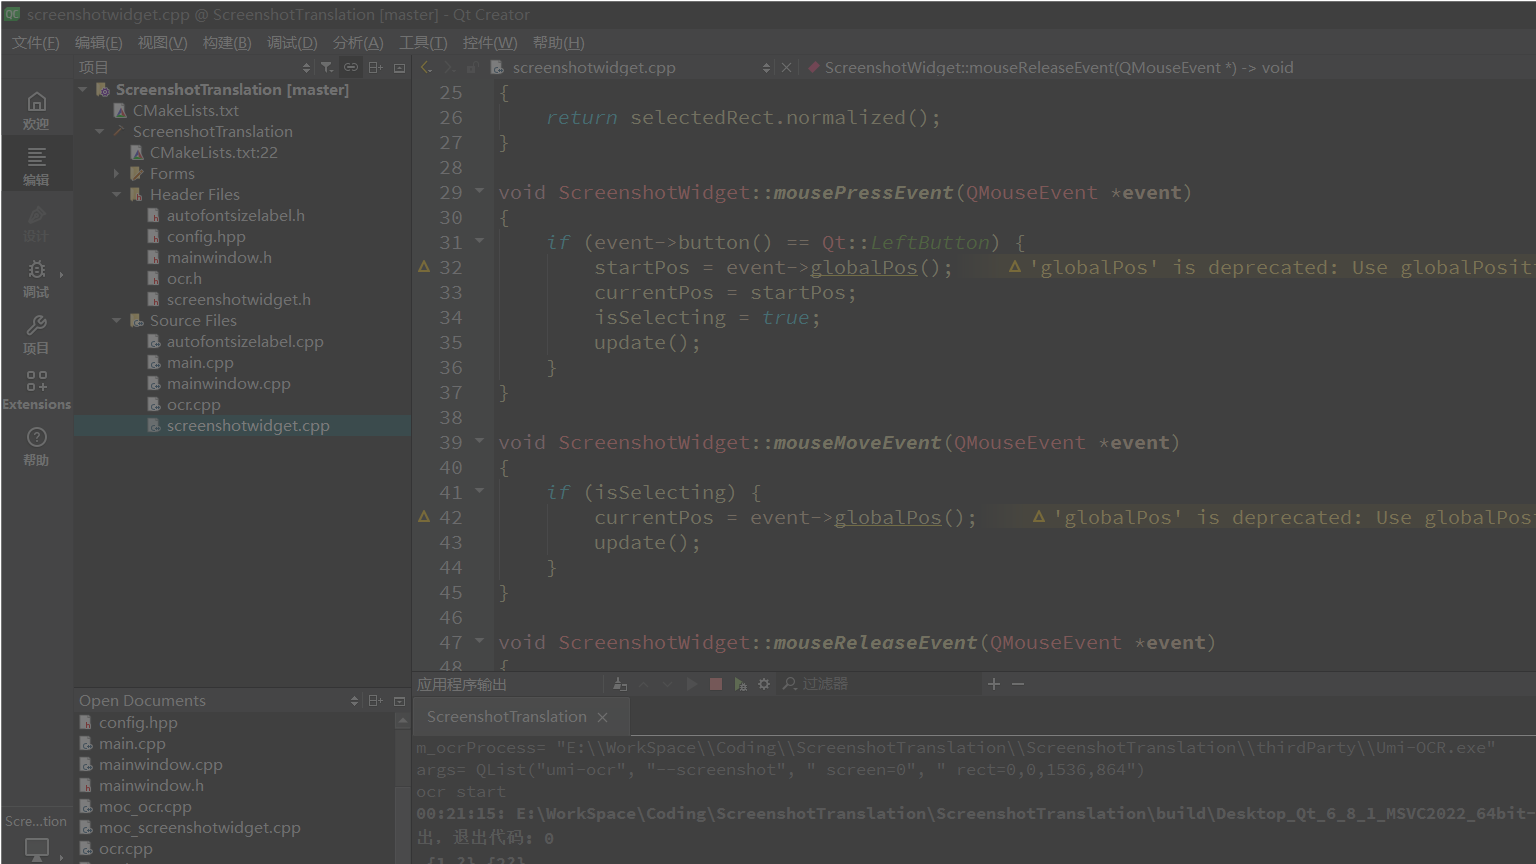 screenshotwidget.cpp @ ScreenshotTranslation [master] - Qt Creator
文件(F) 编辑(E) 视图(V) 构建(B) 调试(D) 分析(A) 工具(T) 控件(W) 帮助(H)
欢迎
编辑
设计
调试
项目
Extensions
帮助
Scre...tion
项目
ScreenshotTranslation [master]
CMakeLists.txt
ScreenshotTranslation
CMakeLists.txt:22
Forms
Header Files
autofontsizelabel.h
config.hpp
mainwindow.h
ocr.h
screenshotwidget.h
Source Files
autofontsizelabel.cpp
main.cpp
mainwindow.cpp
ocr.cpp
screenshotwidget.cpp
Open Documents
config.hpp
main.cpp
mainwindow.cpp
mainwindow.h
moc_ocr.cpp
moc_screenshotwidget.cpp
ocr.cpp
screenshotwidget.cpp ScreenshotWidget::mouseReleaseEvent(QMouseEvent *) -> void
25 {
26 return selectedRect.normalized();
27 }
28
29 void ScreenshotWidget::mousePressEvent(QMouseEvent *event)
30 {
31 if (event->button() == Qt::LeftButton) {
32 startPos = event->globalPos(); 'globalPos' is deprecated: Use globalPosit
33 currentPos = startPos;
34 isSelecting = true;
35 update();
36 }
37 }
38
39 void ScreenshotWidget::mouseMoveEvent(QMouseEvent *event)
40 {
41 if (isSelecting) {
42 currentPos = event->globalPos(); 'globalPos' is deprecated: Use globalPos
43 update();
44 }
45 }
46
47 void ScreenshotWidget::mouseReleaseEvent(QMouseEvent *event)
48 {
应用程序输出 过滤器
ScreenshotTranslation
m_ocrProcess= "E:\\WorkSpace\\Coding\\ScreenshotTranslation\\ScreenshotTranslation\\thirdParty\\Umi-OCR.exe"
args= QList("umi-ocr", "--screenshot", " screen=0", " rect=0,0,1536,864")
ocr start
00:21:15: E:\WorkSpace\Coding\ScreenshotTranslation\ScreenshotTranslation\build\Desktop_Qt_6_8_1_MSVC2022_64bit-
出，退出代码: 0